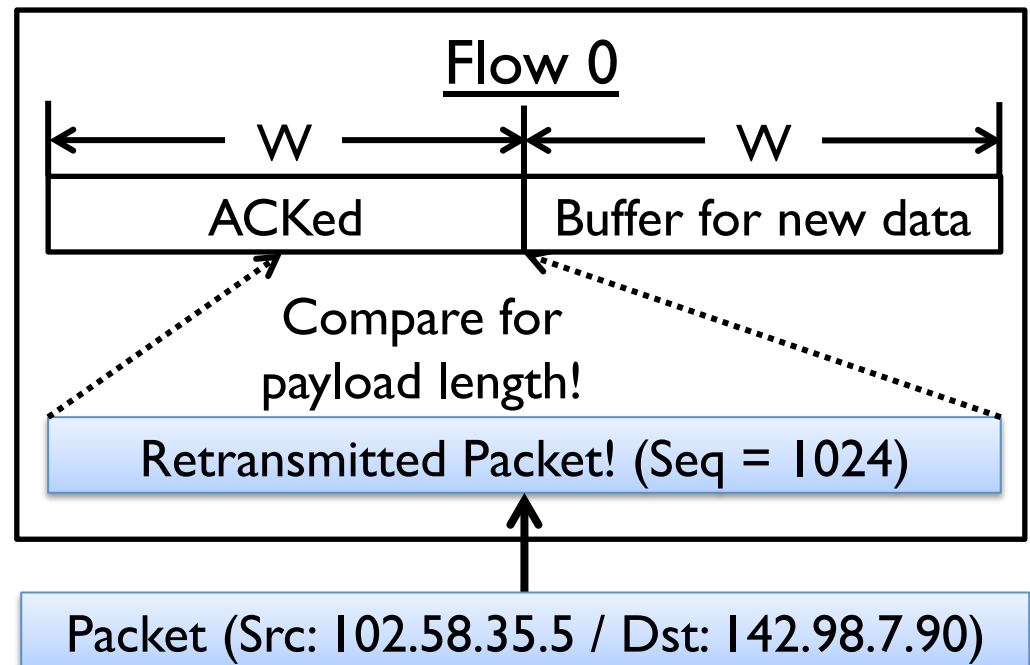 Flow 0
W W
ACKed Buffer for new data
Compare for
payload length!
Retransmitted Packet! (Seq = 1024)
Packet (Src: 102.58.35.5 / Dst: 142.98.7.90)